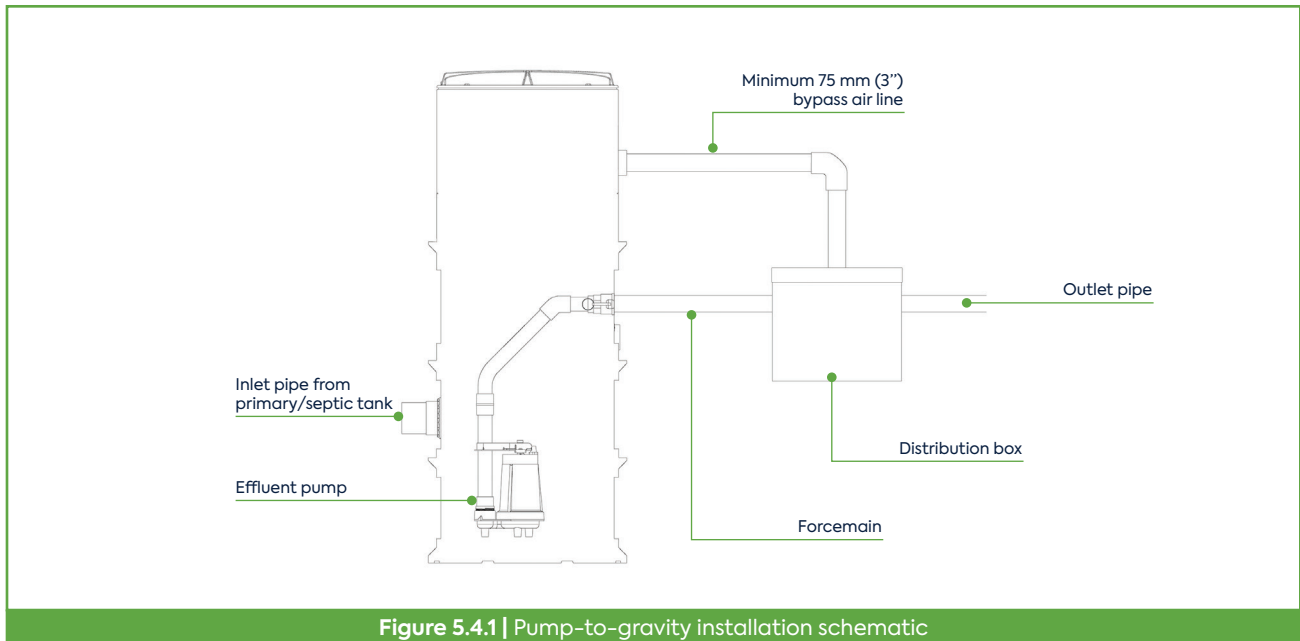 Minimum 75 mm (3”)
bypass air line
Outlet pipe
Inlet pipe from
primary/septic tank
Distribution box
Effluent pump
Forcemain
Figure 5.4.1 | Pump-to-gravity installation schematic